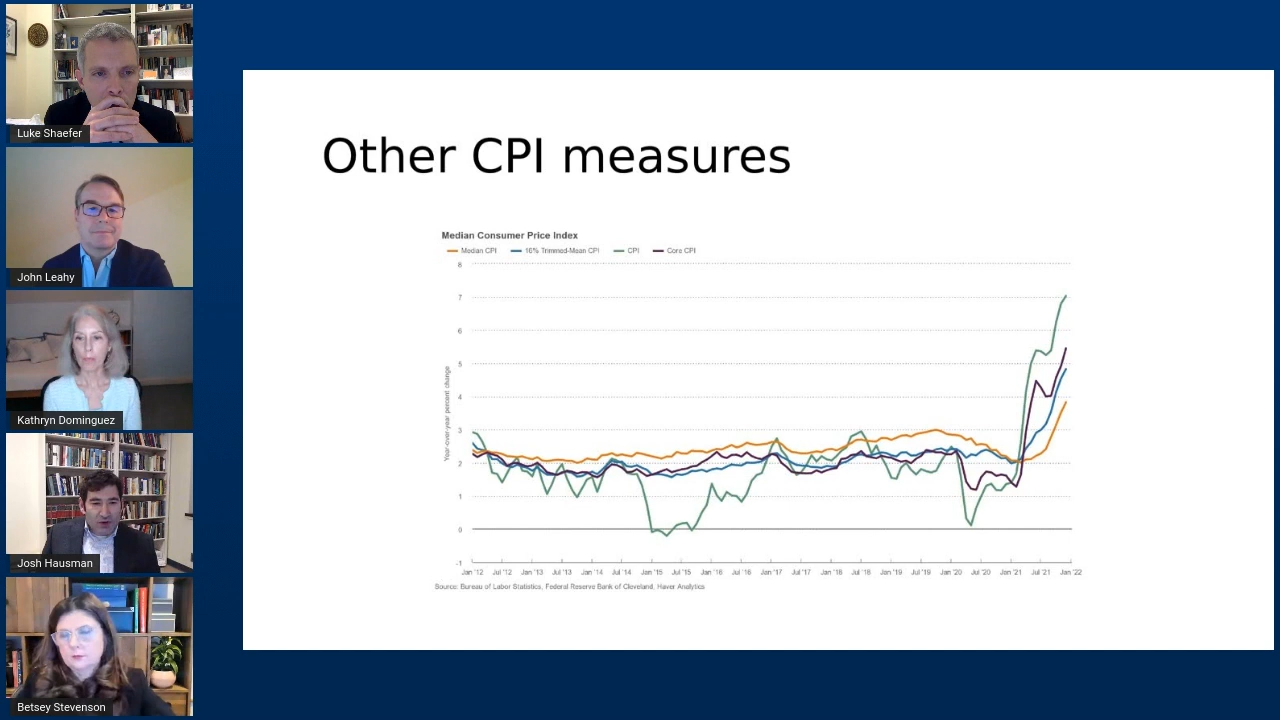 Luke Shaefer
John Leahy
Kathryn Dominguez
Josh Hausman
Betsey Stevenson
Other CPI measures
Median Consumer Price Index
Median CPI 16% Trimmed-Mean CPI CPI Core CPI
Year-over-year percent change
8
7
6
5
4
3
2
1
0
-1
Jan '12 Jul '12 Jan '13 Jul '13 Jan '14 Jul '14 Jan '15 Jul '15 Jan '16 Jul '16 Jan '17 Jul '17 Jan '18 Jul '18 Jan '19 Jul '19 Jan '20 Jul '20 Jan '21 Jul '21 Jan '22
Source: Bureau of Labor Statistics, Federal Reserve Bank of Cleveland, Haver Analytics